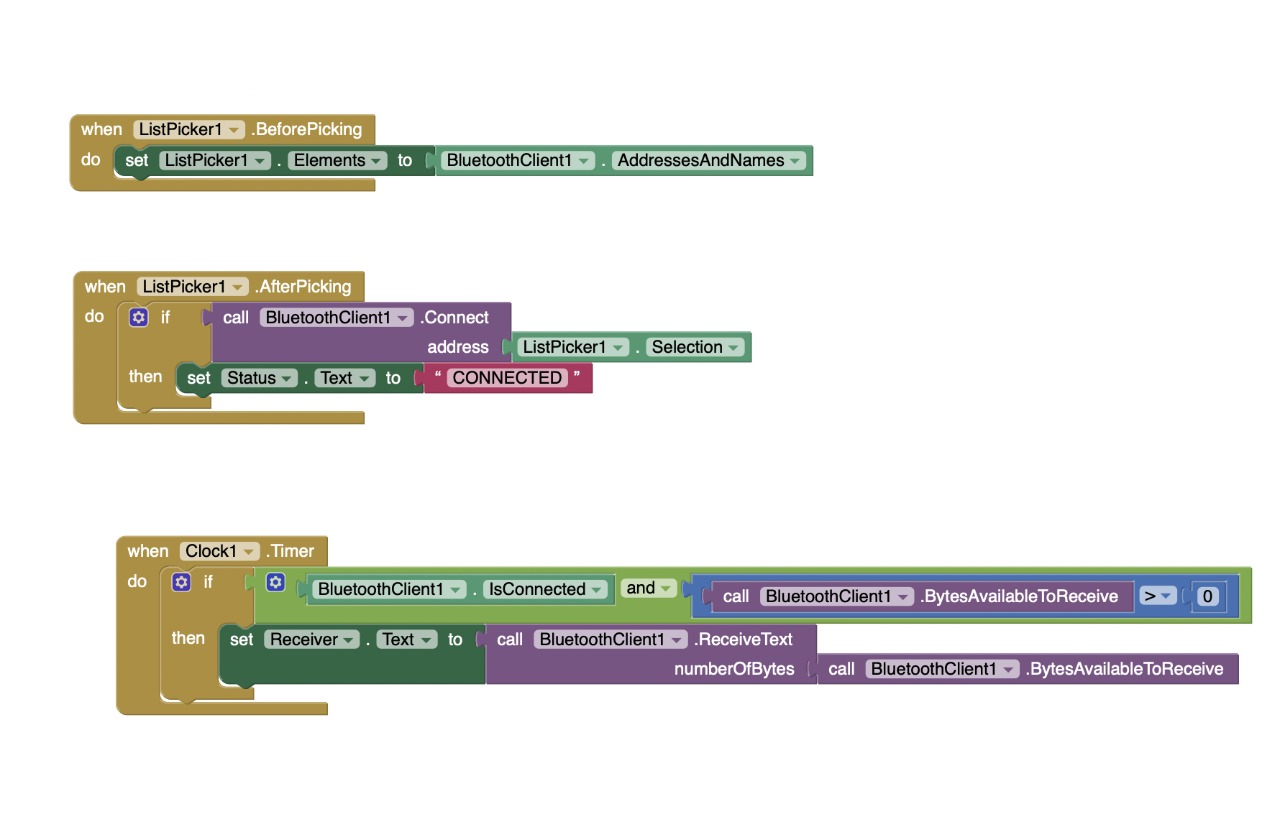 when ListPicker1 .BeforePicking
do set ListPicker1 . Elements to BluetoothClient1 . AddressesAndNames
when ListPicker1 .AfterPicking
do if call BluetoothClient1 .Connect
address ListPicker1 . Selection
then set Status . Text to “ CONNECTED ”
when Clock1 .Timer
do if BluetoothClient1 . IsConnected and call BluetoothClient1 .BytesAvailableToReceive > 0
then set Receiver . Text to call BluetoothClient1 .ReceiveText
numberOfBytes call BluetoothClient1 .BytesAvailableToReceive